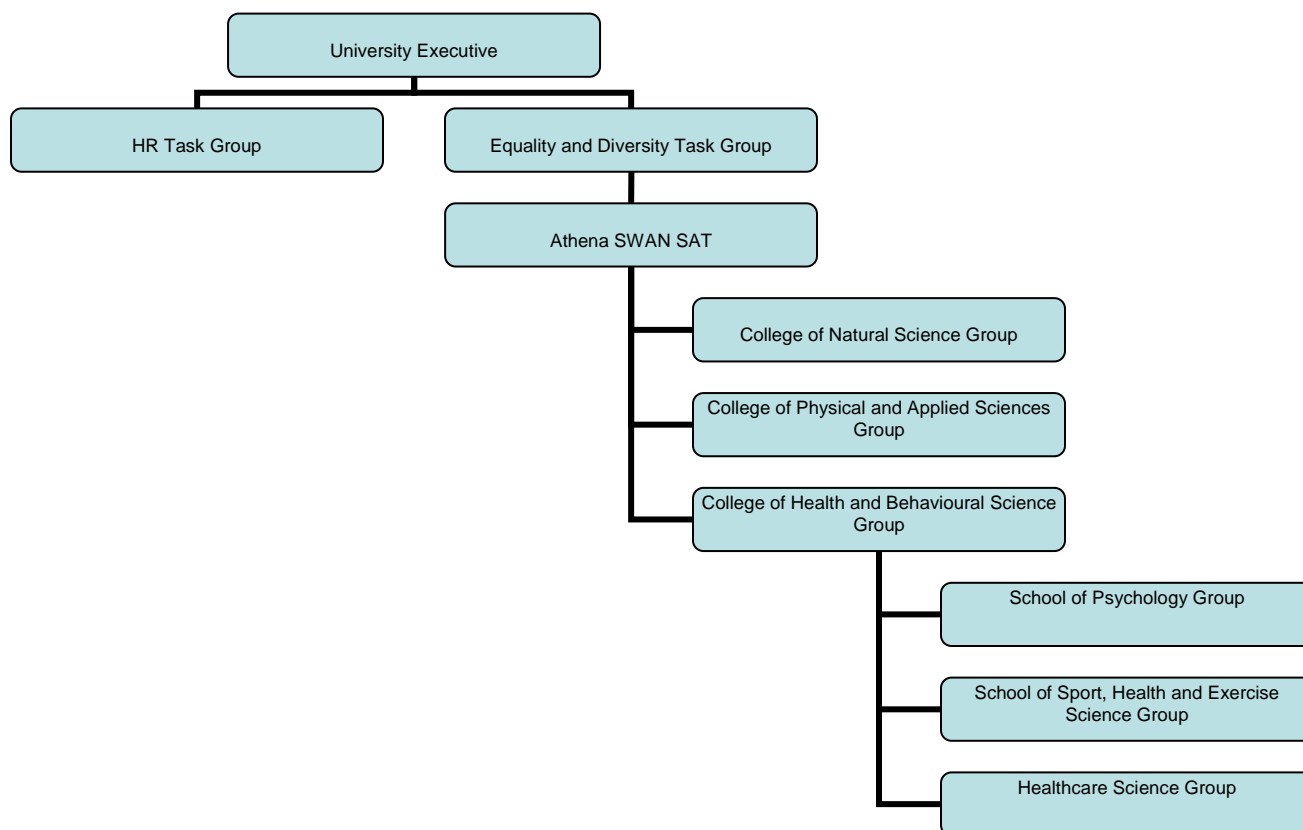 University Executive
HR Task Group
Equality and Diversity Task Group
Athena SWAN SAT
College of Natural Science Group
College of Physical and Applied Sciences
Group
College of Health and Behavioural Science
Group
School of Psychology Group
School of Sport, Health and Exercise
Science Group
Healthcare Science Group